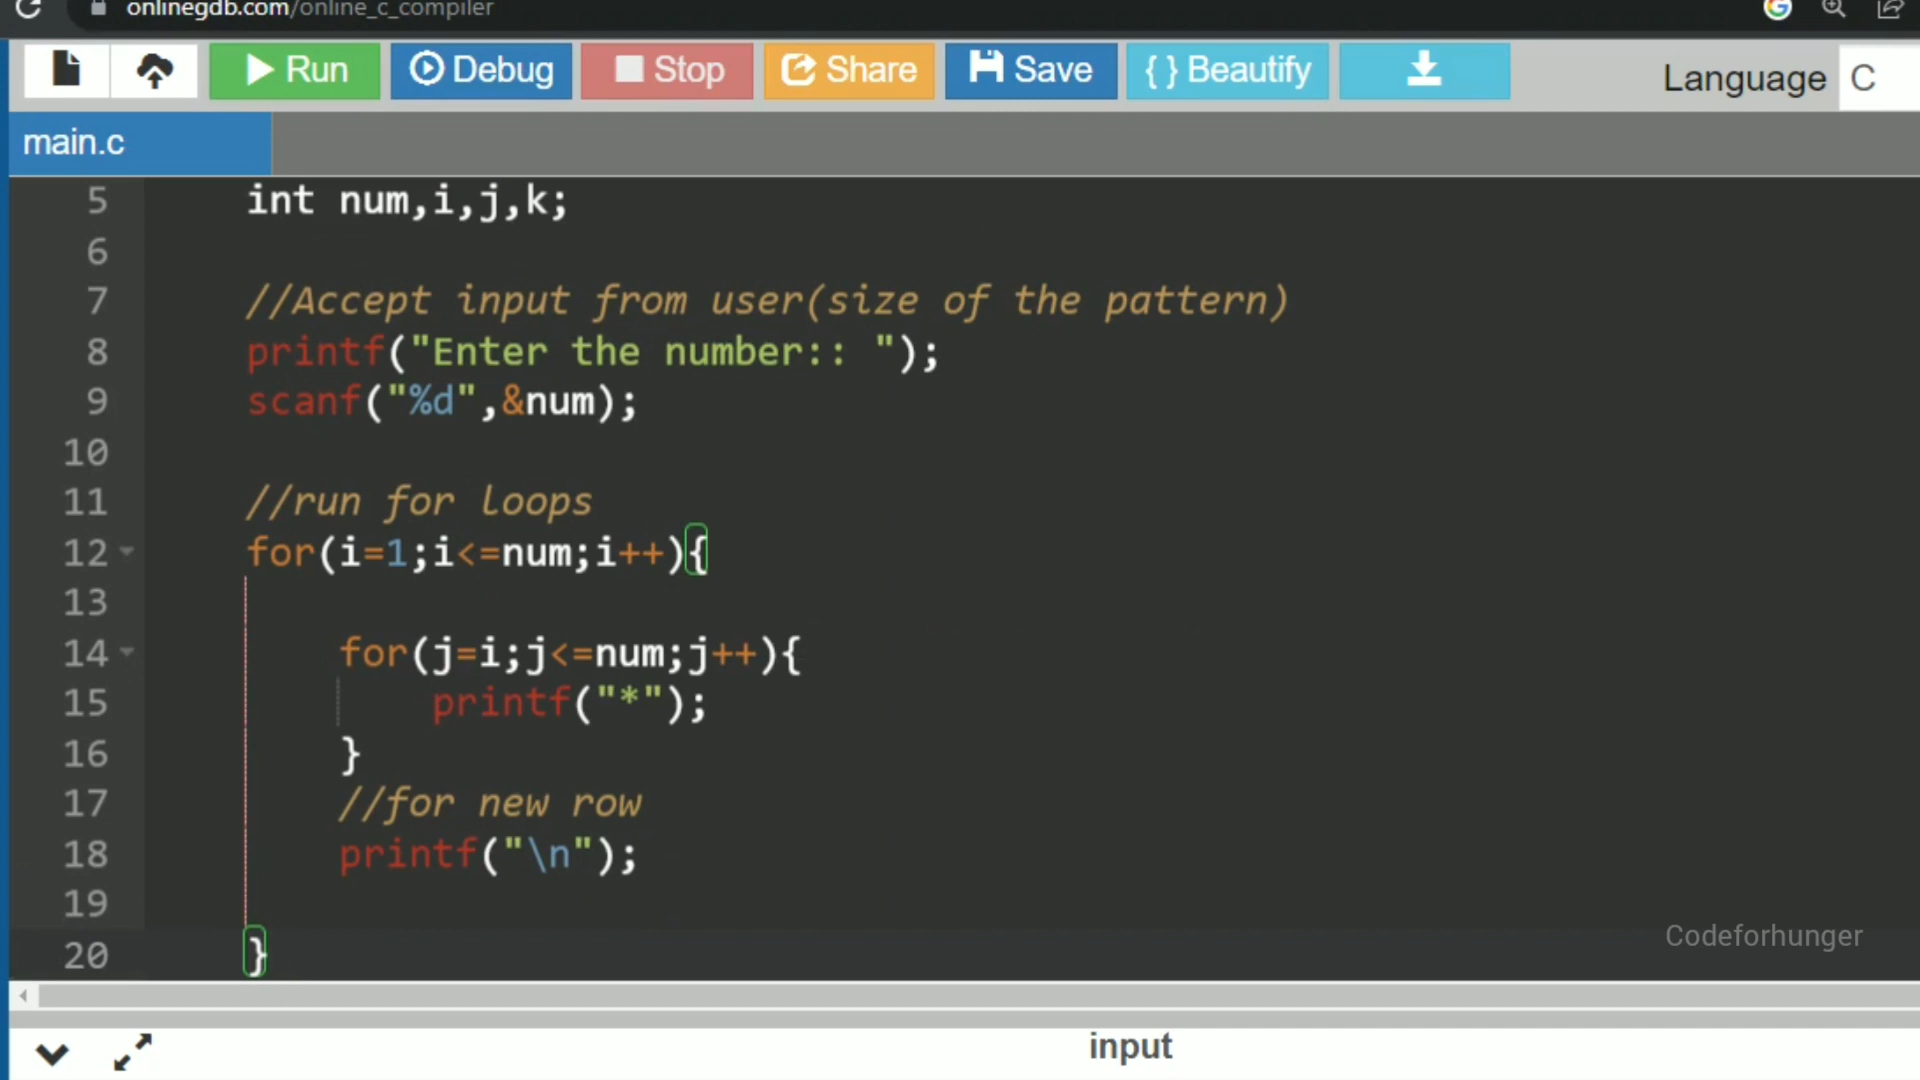 onlinegdb.com/online_c_compiler
Run Debug Stop Share Save { } Beautify Language C
main.c
5 int num,i,j,k;
6
7 //Accept input from user(size of the pattern)
8 printf("Enter the number:: ");
9 scanf("%d",&num);
10
11 //run for loops
12 for(i=1;i<=num;i++){
13
14 for(j=i;j<=num;j++){
15 printf("*");
16 }
17 //for new row
18 printf("\n");
19
20 }
Codeforhunger
input